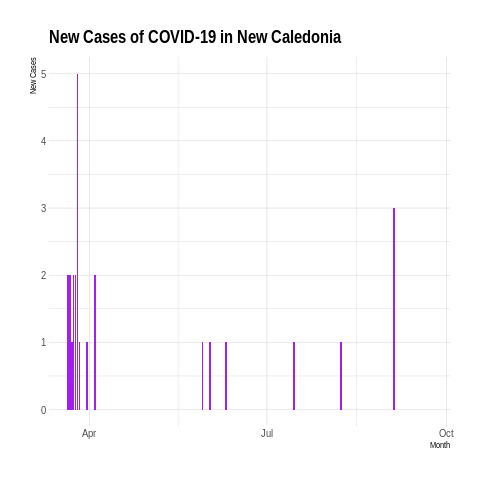 New Cases of COVID-19 in New Caledonia
New Cases
5
4
3
2
1
0
Apr
Jul
Oct
Month